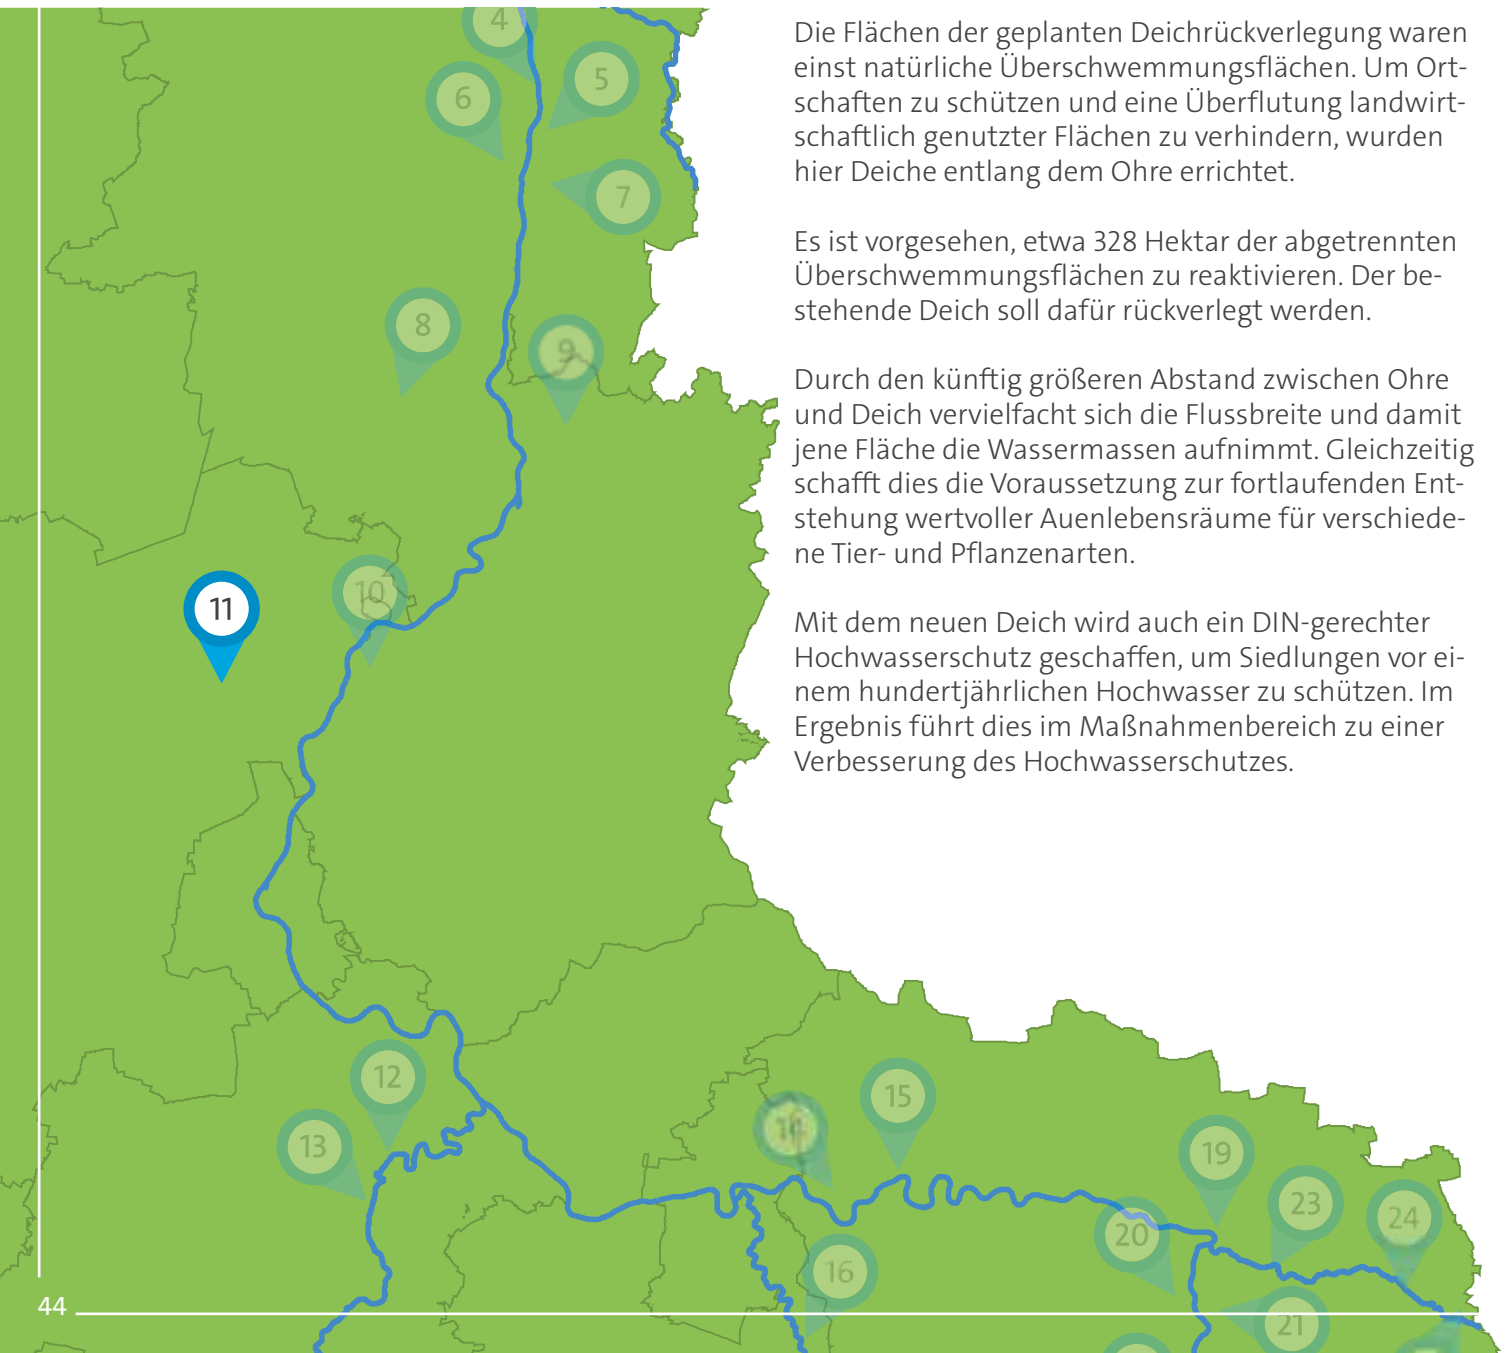 Die Flächen der geplanten Deichrückverlegung waren
einst natürliche Überschwemmungsflächen. Um Ort-
schaften zu schützen und eine Überflutung landwirt-
schaftlich genutzter Flächen zu verhindern, wurden
hier Deiche entlang dem Ohre errichtet.
Es ist vorgesehen, etwa 328 Hektar der abgetrennten
Überschwemmungsflächen zu reaktivieren. Der be-
stehende Deich soll dafür rückverlegt werden.
Durch den künftig größeren Abstand zwischen Ohre
und Deich vervielfacht sich die Flussbreite und damit
jene Fläche die Wassermassen aufnimmt. Gleichzeitig
schafft dies die Voraussetzung zur fortlaufenden Ent-
stehung wertvoller Auenlebensräume für verschiede-
ne Tier- und Pflanzenarten.
Mit dem neuen Deich wird auch ein DIN-gerechter
Hochwasserschutz geschaffen, um Siedlungen vor ei-
nem hundertjährlichen Hochwasser zu schützen. Im
Ergebnis führt dies im Maßnahmenbereich zu einer
Verbesserung des Hochwasserschutzes.
4
5
6
7
8
9
10
11
12
13
14
15
19
23
24
20
16
21
44